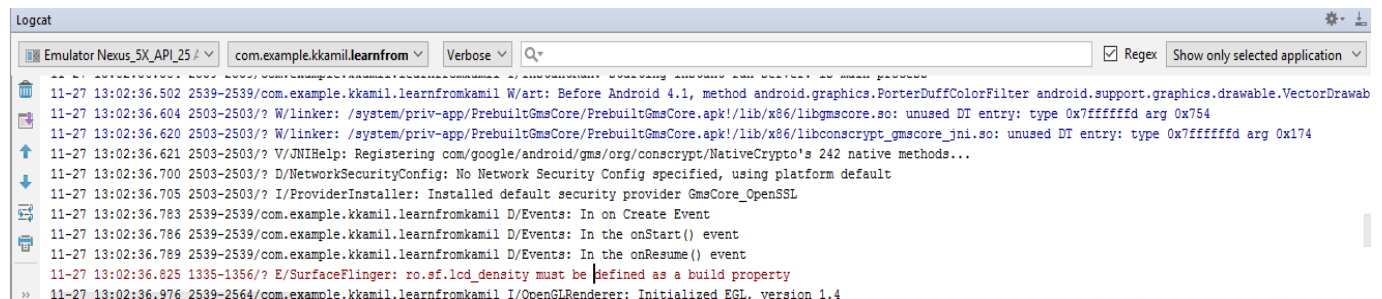 Logcat
Emulator Nexus_5X_API_25 com.example.kkamil.learnfrom Verbose Regex Show only selected application
11-27 13:02:36.502 2539-2539/com.example.kkamil.learnfromkamil W/art: Before Android 4.1, method android.graphics.PorterDuffColorFilter android.support.graphics.drawable.VectorDrawab
11-27 13:02:36.604 2503-2503/? W/linker: /system/priv-app/PrebuiltGmsCore/PrebuiltGmsCore.apk!/lib/x86/libgmscore.so: unused DT entry: type 0x7ffffffd arg 0x754
11-27 13:02:36.620 2503-2503/? W/linker: /system/priv-app/PrebuiltGmsCore/PrebuiltGmsCore.apk!/lib/x86/libconscrypt_gmscore_jni.so: unused DT entry: type 0x7ffffffd arg 0x174
11-27 13:02:36.621 2503-2503/? V/JNIHelp: Registering com/google/android/gms/org/conscrypt/NativeCrypto's 242 native methods...
11-27 13:02:36.700 2503-2503/? D/NetworkSecurityConfig: No Network Security Config specified, using platform default
11-27 13:02:36.705 2503-2503/? I/ProviderInstaller: Installed default security provider GmsCore_OpenSSL
11-27 13:02:36.783 2539-2539/com.example.kkamil.learnfromkamil D/Events: In on Create Event
11-27 13:02:36.786 2539-2539/com.example.kkamil.learnfromkamil D/Events: In the onStart() event
11-27 13:02:36.789 2539-2539/com.example.kkamil.learnfromkamil D/Events: In the onResume() event
11-27 13:02:36.825 1335-1356/? E/SurfaceFlinger: ro.sf.lcd_density must be defined as a build property
11-27 13:02:36.976 2539-2564/com.example.kkamil.learnfromkamil I/OpenGLRenderer: Initialized EGL, version 1.4